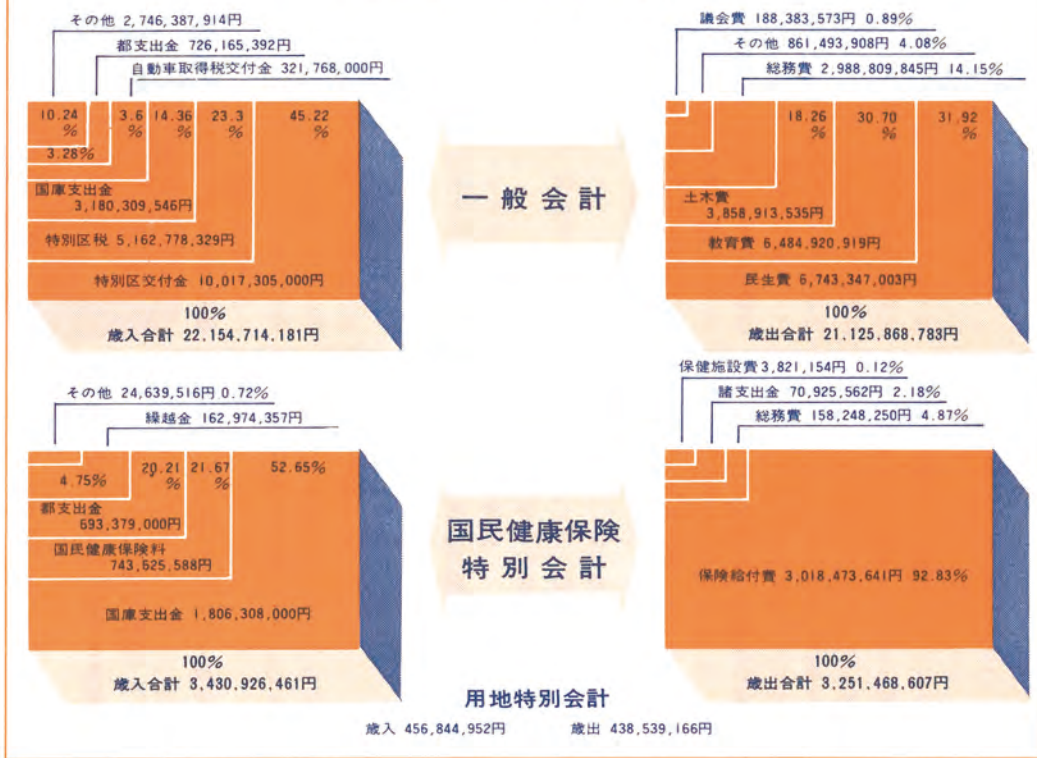 その他 2,746,387,914円
都支出金 726,165,392円
自動車取得税交付金 321,768,000円
10.24%
3.6%
14.36%
23.3%
45.22%
3.28%
国庫支出金
3,180,309,546円
特別区税 5,162,778,329円
特別区交付金 10,017,305,000円
100%
歳入合計 22.154,714.181円
一般会計
議会費 188,383,573円 0.89%
その他 861,493,908円 4.08%
総務費 2,988,809,845円 14.15%
18.26%
30.70%
31.92%
土木費
3,858,913,535円
教育費 6,484,920,919円
民生費 6,743,347,003円
100%
歳出合計 21.125,868,783円
その他 24,639,516円 0.72%
繰越金 162,974,357円
4.75%
20.21%
21.67%
52.65%
都支出金
693,379,000円
国民健康保険料
743,625,588円
国庫支出金 1,806,308,000円
100%
歳入合計 3,430,926,461円
国民健康保険
特別会計
保健施設費 3,821,154円 0.12%
諸支出金 70,925,562円 2.18%
総務費 158,248,250円 4.87%
保険給付費 3,018,473,641円 92.83%
100%
歳出合計 3,251,468,607円
用地特別会計
歳入 456,844,952円 歳出 438,539,166円